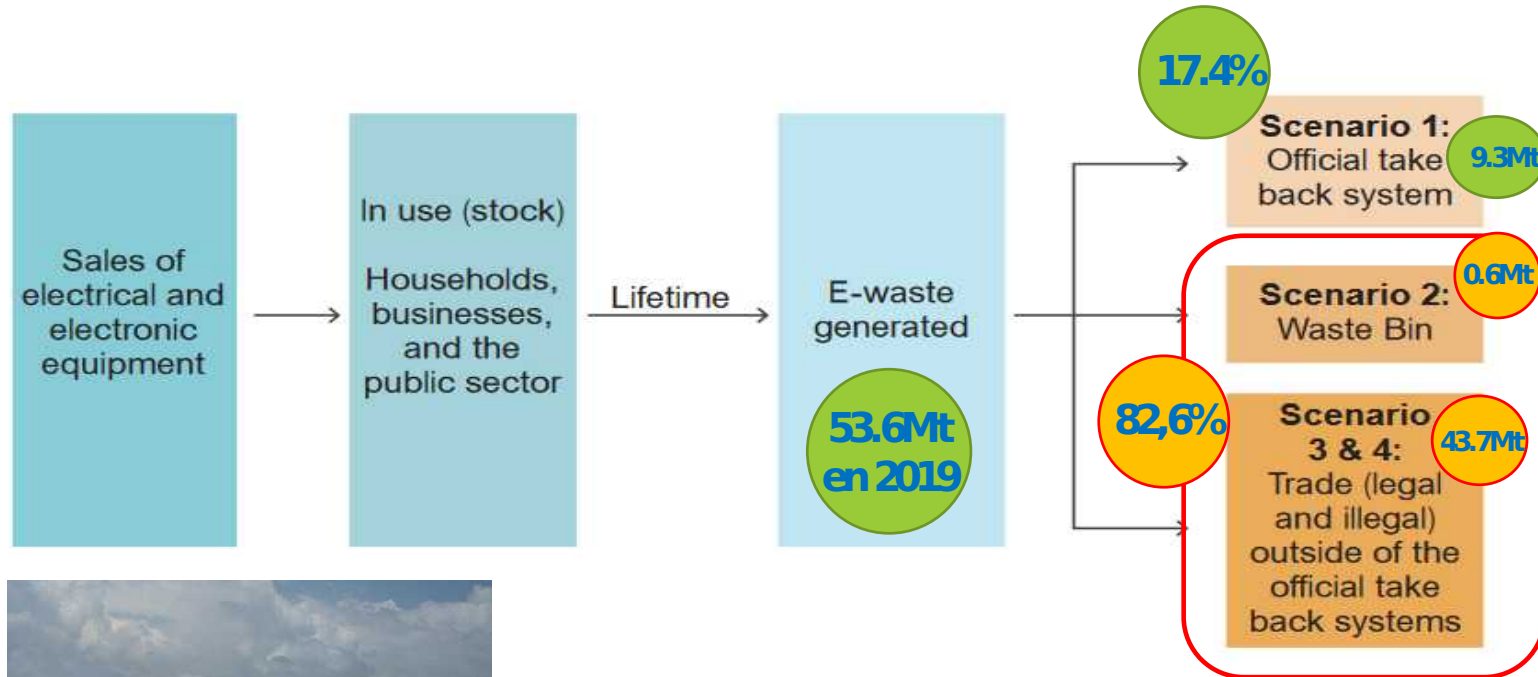 Sales of
electrical and
electronic
equipment
In use (stock)
Households,
businesses,
and the
public sector
Lifetime
E-waste
generated
53.6Mt
en 2019
17.4%
Scenario 1:
Official take
back system
9.3Mt
82,6%
Scenario 2:
Waste Bin
0.6Mt
Scenario
3 & 4:
Trade (legal
and illegal)
outside of the
official take
back systems
43.7Mt